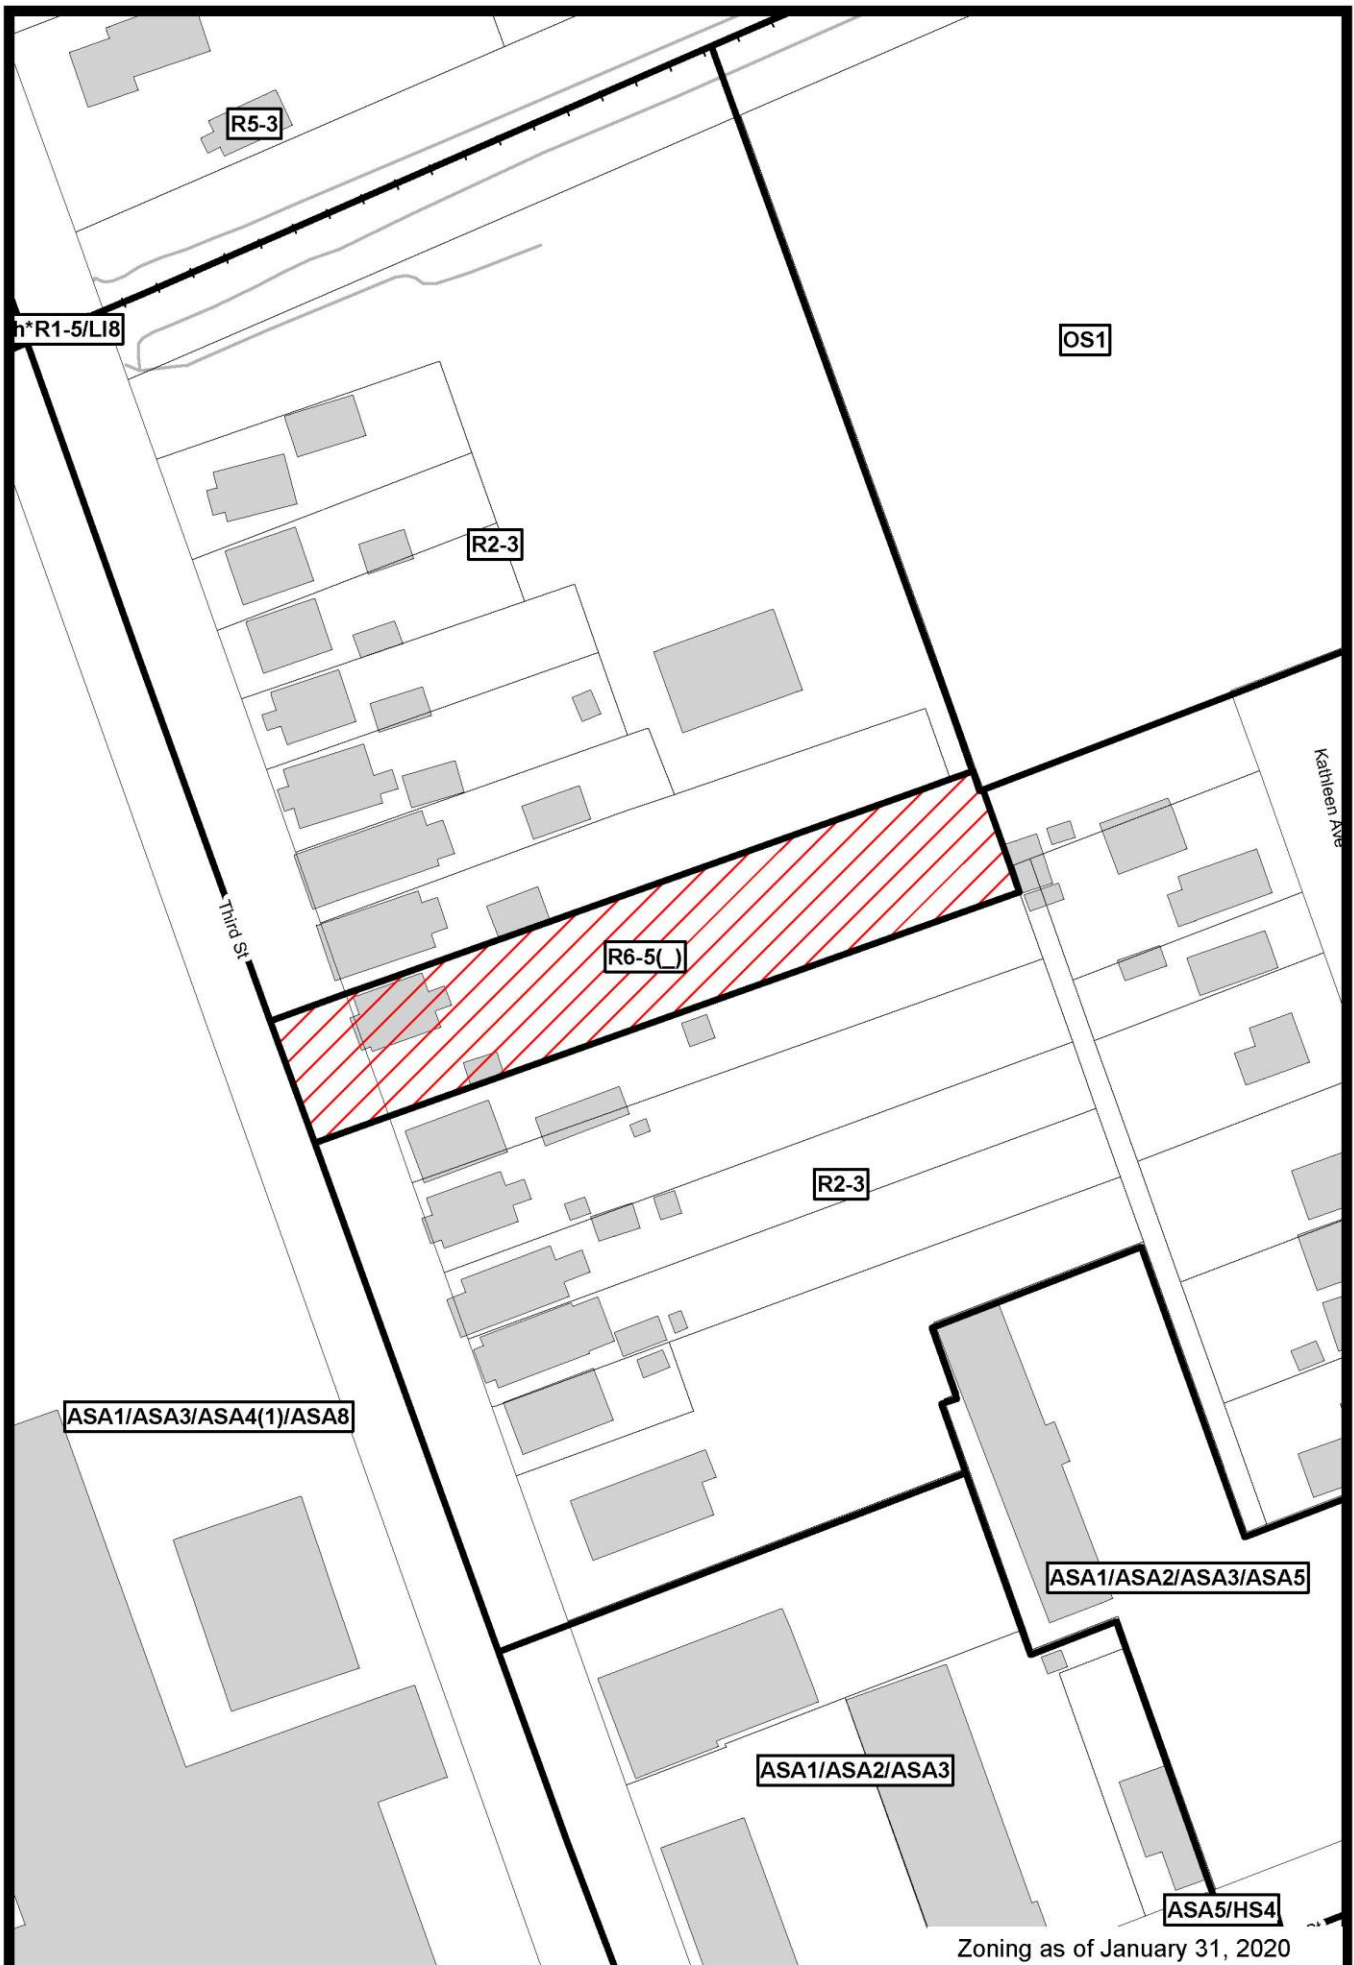 R5-3
h*R1-5/LI8
OS1
R2-3
Kathleen Ave
Third St
R6-5(_)
R2-3
ASA1/ASA3/ASA4(1)/ASA8
ASA1/ASA2/ASA3/ASA5
ASA1/ASA2/ASA3
ASA5/HS4
Zoning as of January 31, 2020